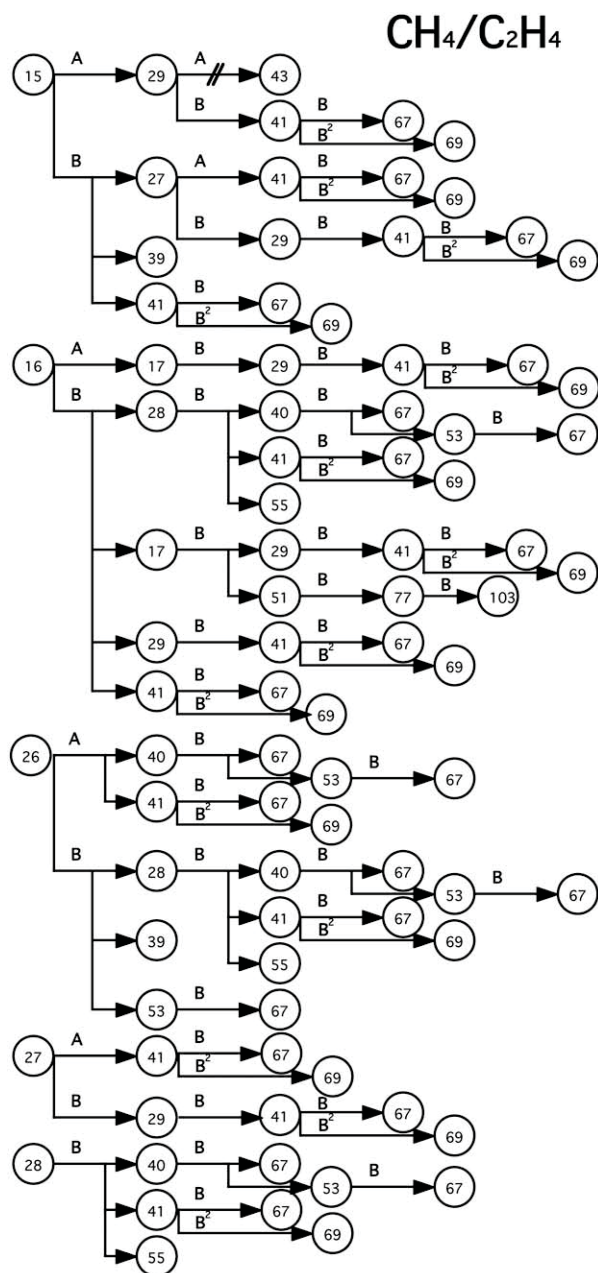 CH₄/C₂H₄
A A
15 29 43
B B
41 67
B²
69
B A B
27 41 67
B²
69
B B B
29 41 67
B²
39 69
B
41 67
B²
69
A B B B
16 17 29 41 67
B²
69
B B B
28 40 67
B
53 67
B
41 67
B²
69
55
B B B
17 29 41 67
B²
69
B B
51 77 103
B B
29 41 67
B²
69
B
41 67
B²
69
A B
26 40 67
B
53 67
B
41 67
B²
69
B B B
28 40 67
B
53 67
B
39 41 67
B²
69
55
B
53 67
A B
27 41 67
B²
69
B B B
29 41 67
B²
69
B B
28 40 67
B
53 67
B
41 67
B²
69
55